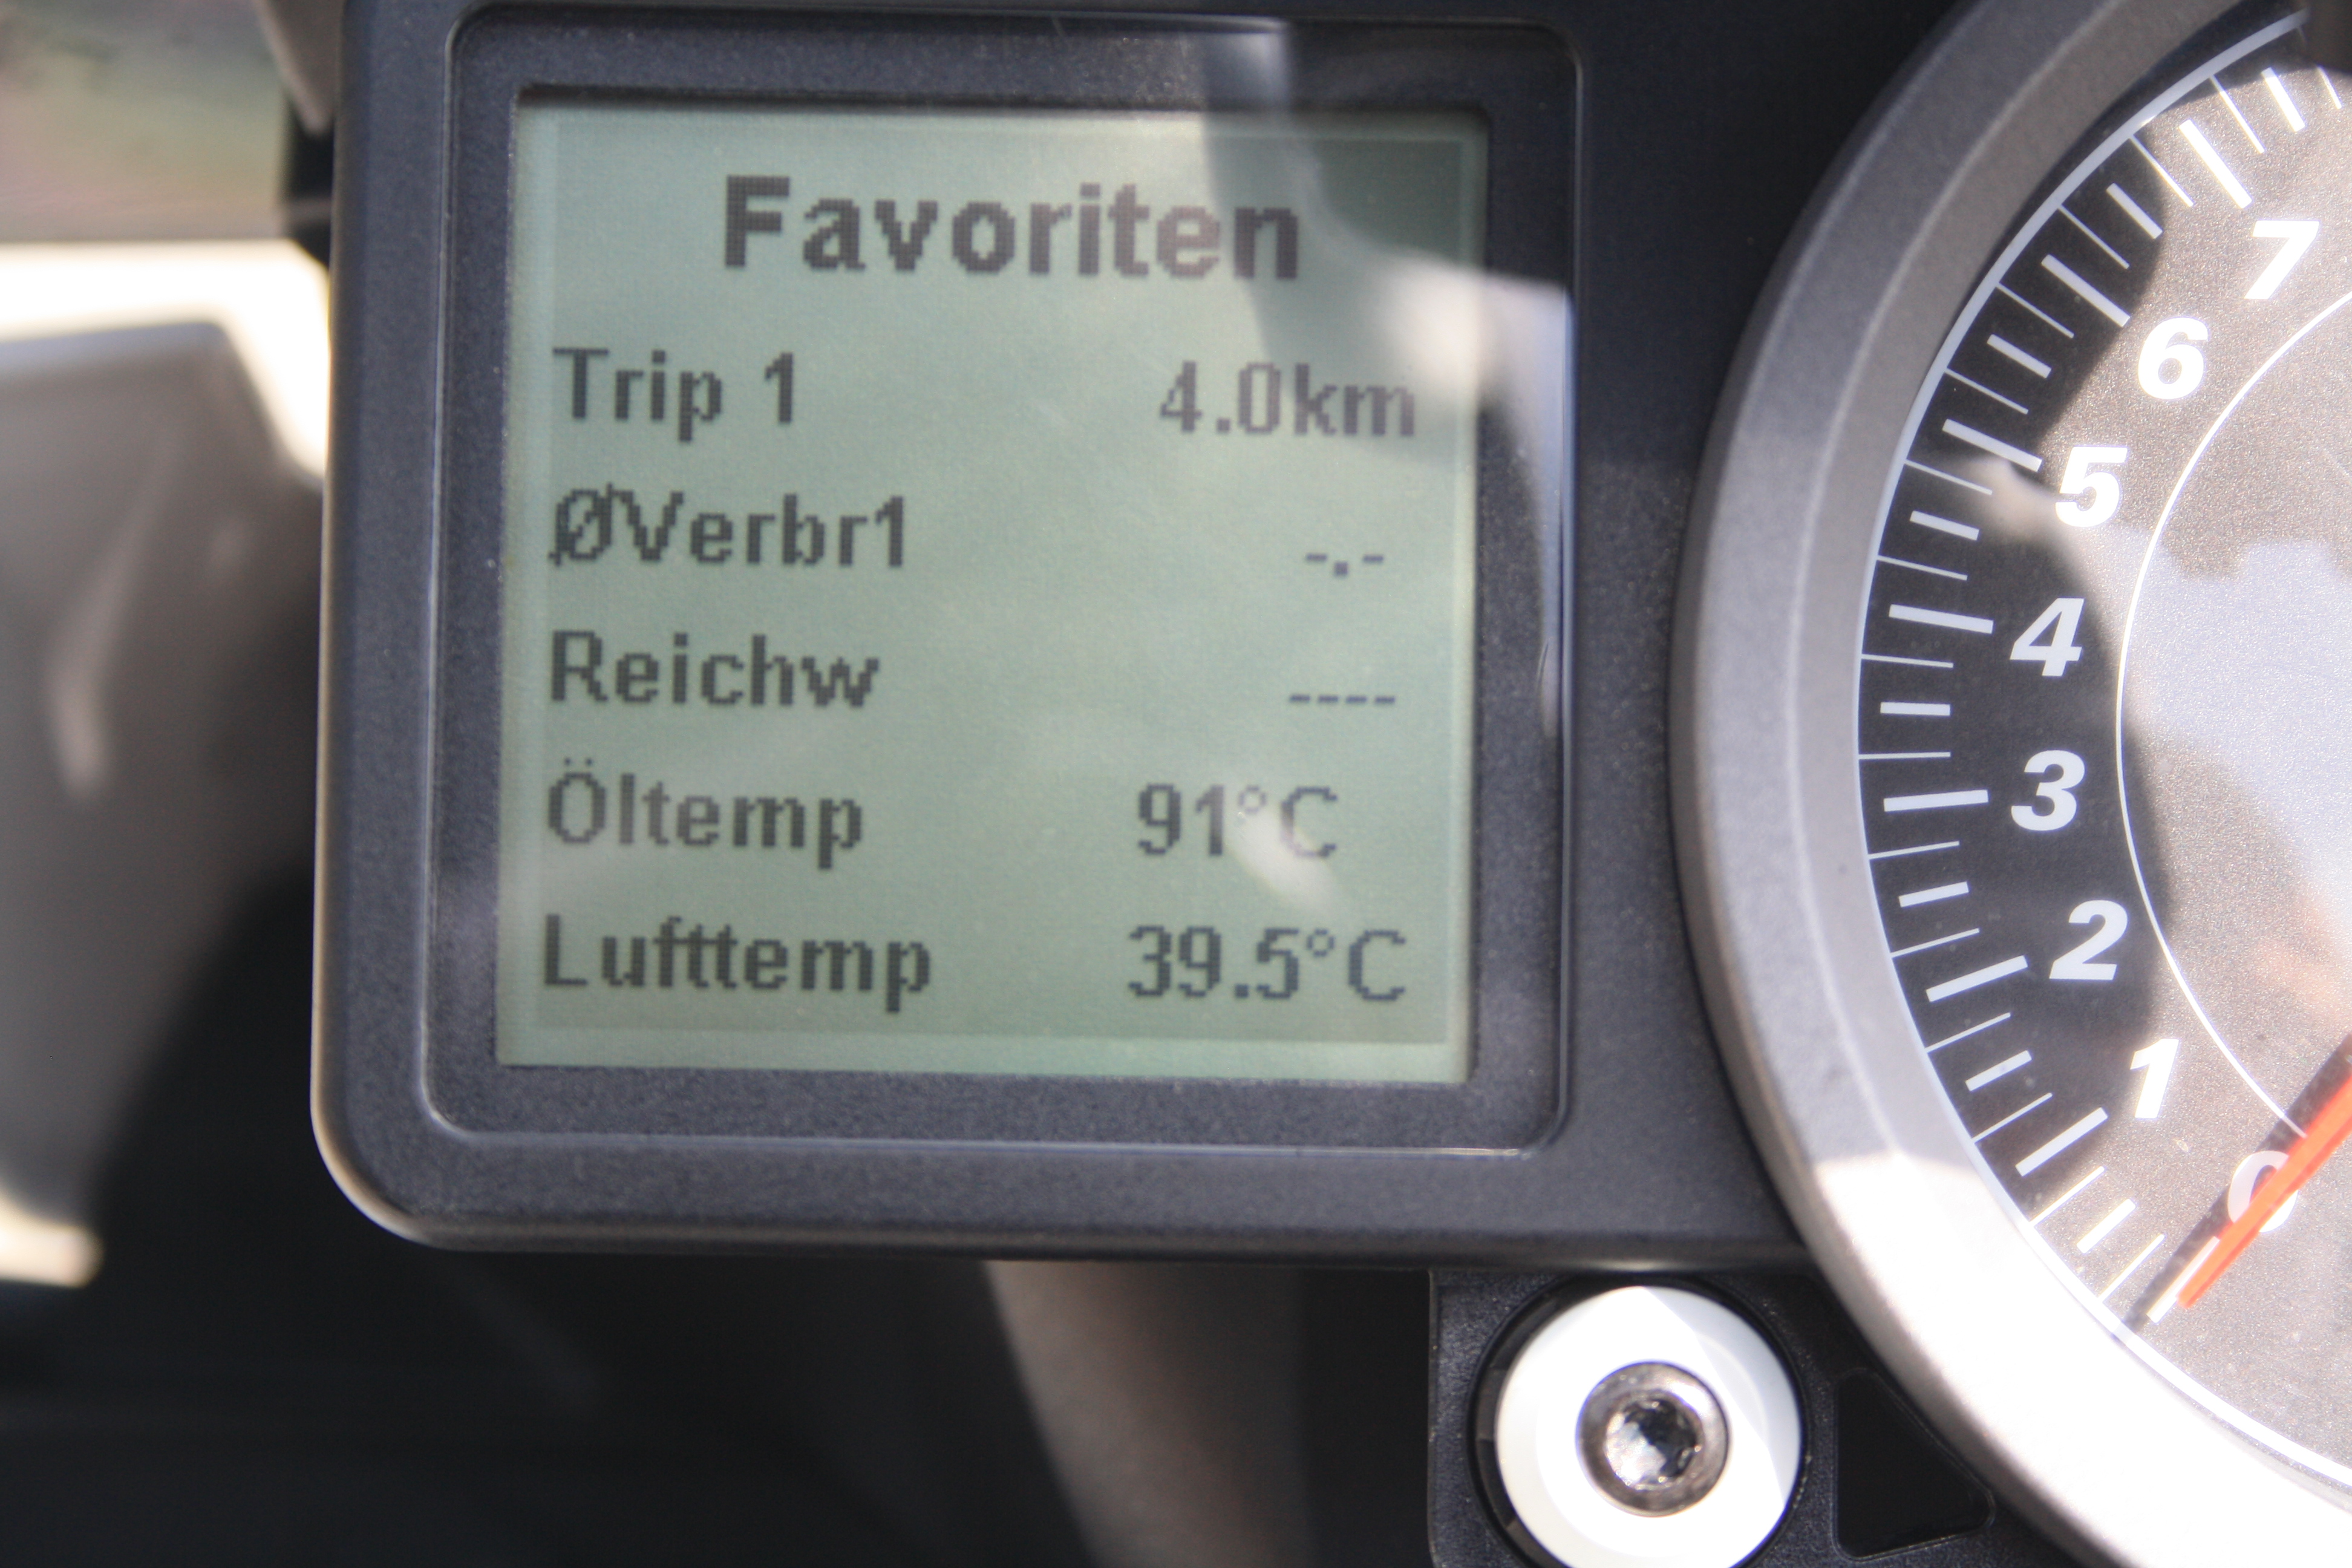 Favoriten
Trip 1 4.0km
ØVerbr1 -.-
Reichw ----
Öltemp 91°C
Lufttemp 39.5°C
7
6
5
4
3
2
1
0